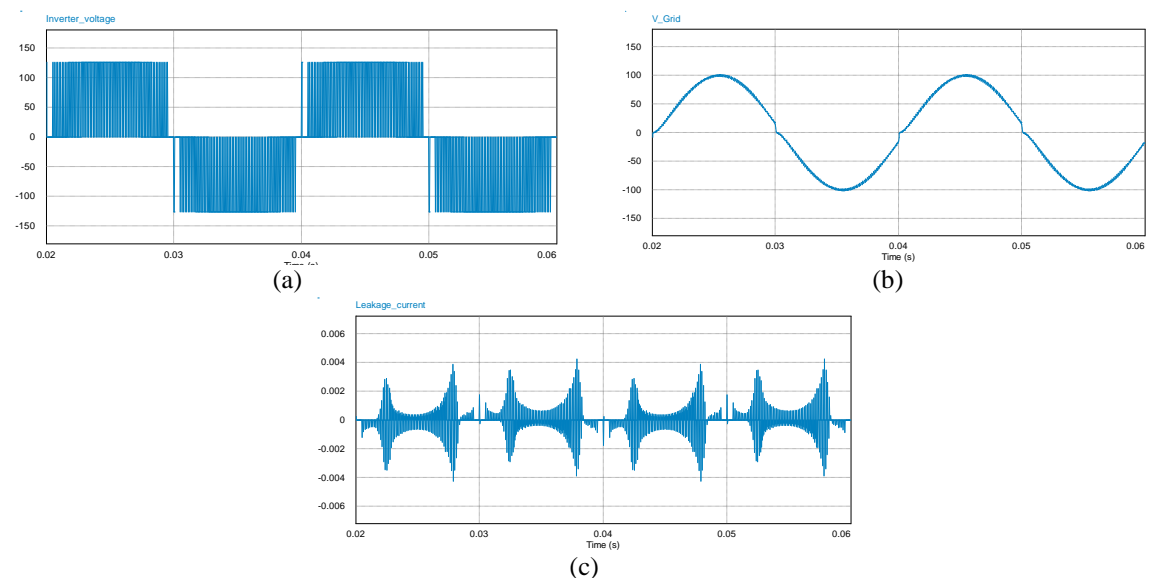 Inverter_voltage
150
100
50
0
-50
-100
-150
0.02 0.03 0.04 0.05 0.06
Time (s)
(a)
V_Grid
150
100
50
0
-50
-100
-150
0.02 0.03 0.04 0.05 0.06
Time (s)
(b)
Leakage_current
0.006
0.004
0.002
0
-0.002
-0.004
-0.006
0.02 0.03 0.04 0.05 0.06
Time (s)
(c)